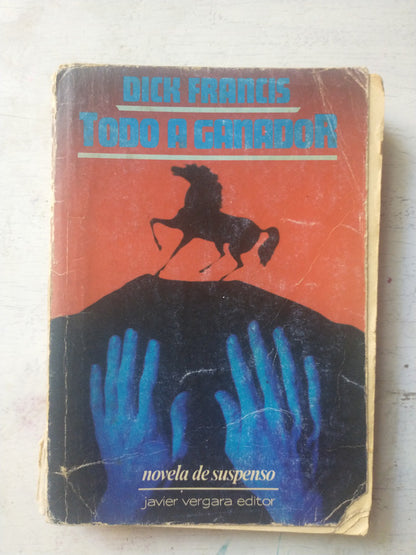 DICK FRANCIS
TODO A GANADOR
novela de suspenso
javier vergara editor